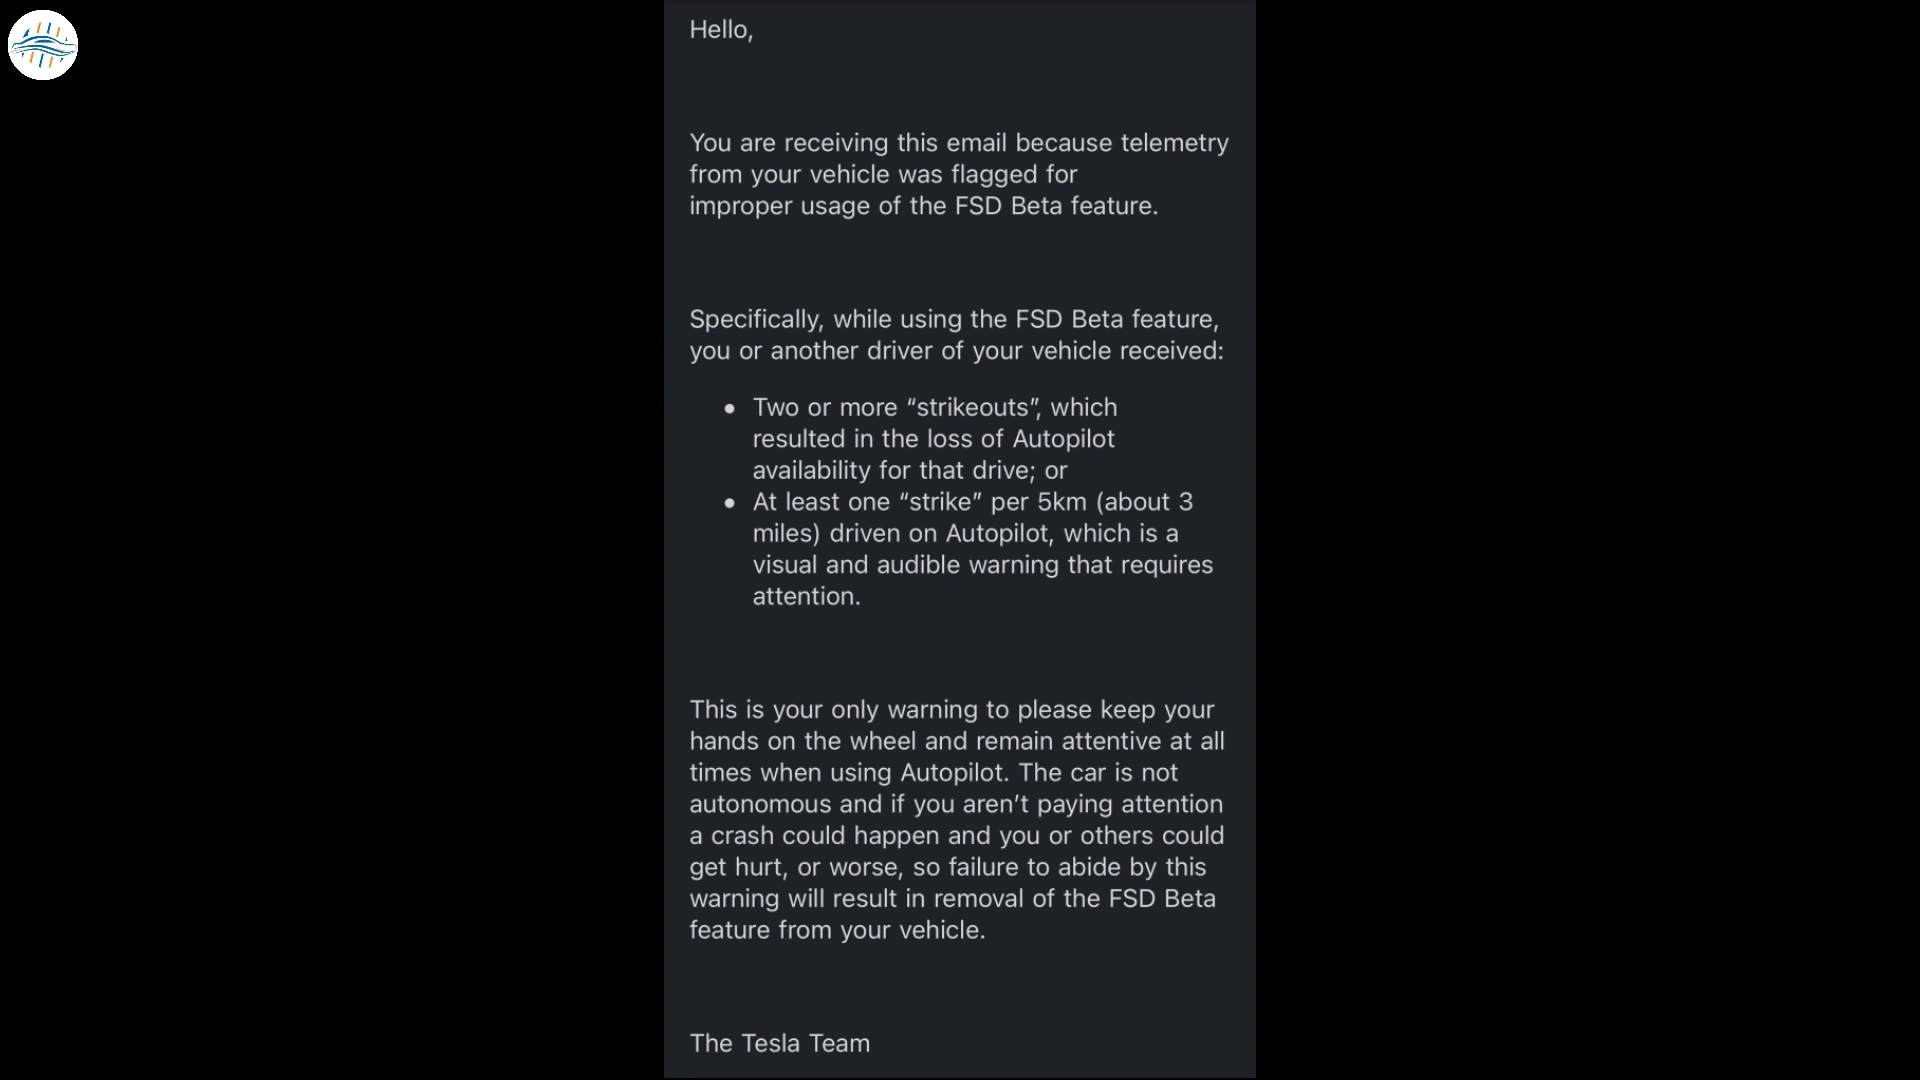 Hello,
You are receiving this email because telemetry
from your vehicle was flagged for
improper usage of the FSD Beta feature.
Specifically, while using the FSD Beta feature,
you or another driver of your vehicle received:
• Two or more “strikeouts”, which
resulted in the loss of Autopilot
availability for that drive; or
• At least one “strike” per 5km (about 3
miles) driven on Autopilot, which is a
visual and audible warning that requires
attention.
This is your only warning to please keep your
hands on the wheel and remain attentive at all
times when using Autopilot. The car is not
autonomous and if you aren’t paying attention
a crash could happen and you or others could
get hurt, or worse, so failure to abide by this
warning will result in removal of the FSD Beta
feature from your vehicle.
The Tesla Team